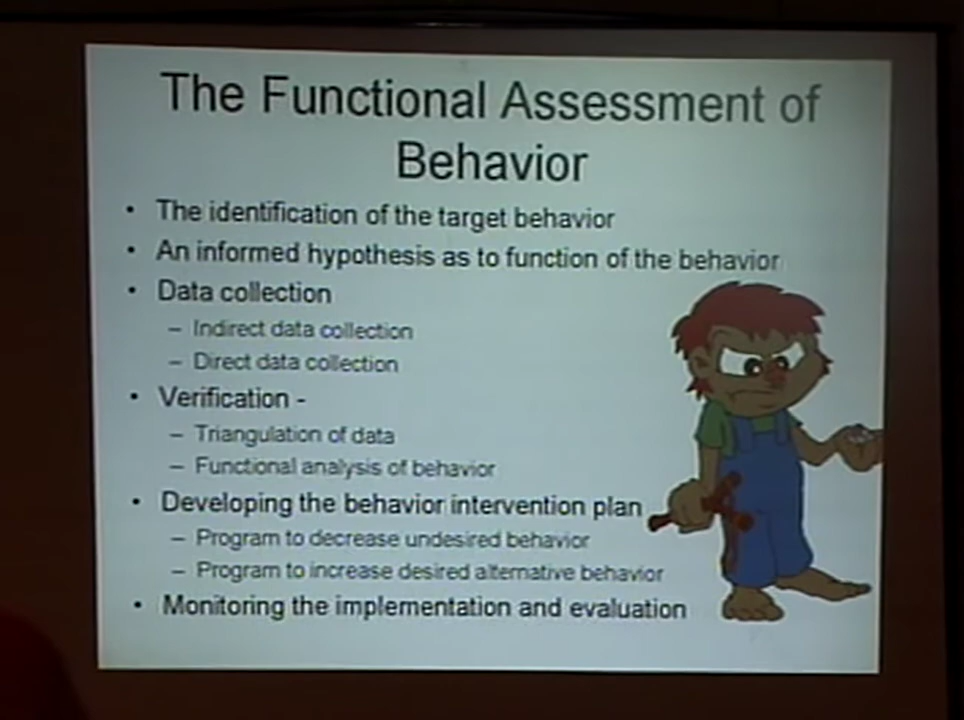 The Functional Assessment of
Behavior
• The identification of the target behavior
• An informed hypothesis as to function of the behavior
• Data collection
– Indirect data collection
– Direct data collection
• Verification -
– Triangulation of data
– Functional analysis of behavior
• Developing the behavior intervention plan
– Program to decrease undesired behavior
– Program to increase desired alternative behavior
• Monitoring the implementation and evaluation